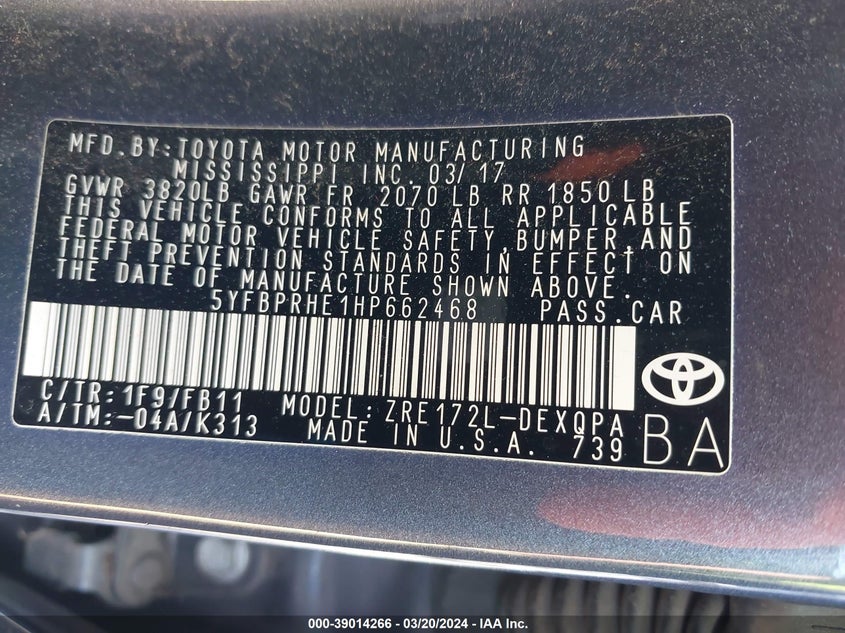 MFD.BY:TOYOTA MOTOR MANUFACTURING
MISSISSIPPI INC. 03/17
GVWR 3820LB GAWR FR 2070 LB RR 1850 LB
THIS VEHICLE CONFORMS TO ALL APPLICABLE
FEDERAL MOTOR VEHICLE SAFETY,BUMPER,AND
THEFT PREVENTION STANDARDS IN EFFECT ON
THE DATE OF MANUFACTURE SHOWN ABOVE.
5YFBPRHE1HP662468 PASS.CAR
C/TR:1F9/FB11 MODEL:ZRE172L-DEXQPA
A/TM:-04A/K313 MADE IN U.S.A. 739
BA
000-39014266 - 03/20/2024 - IAA